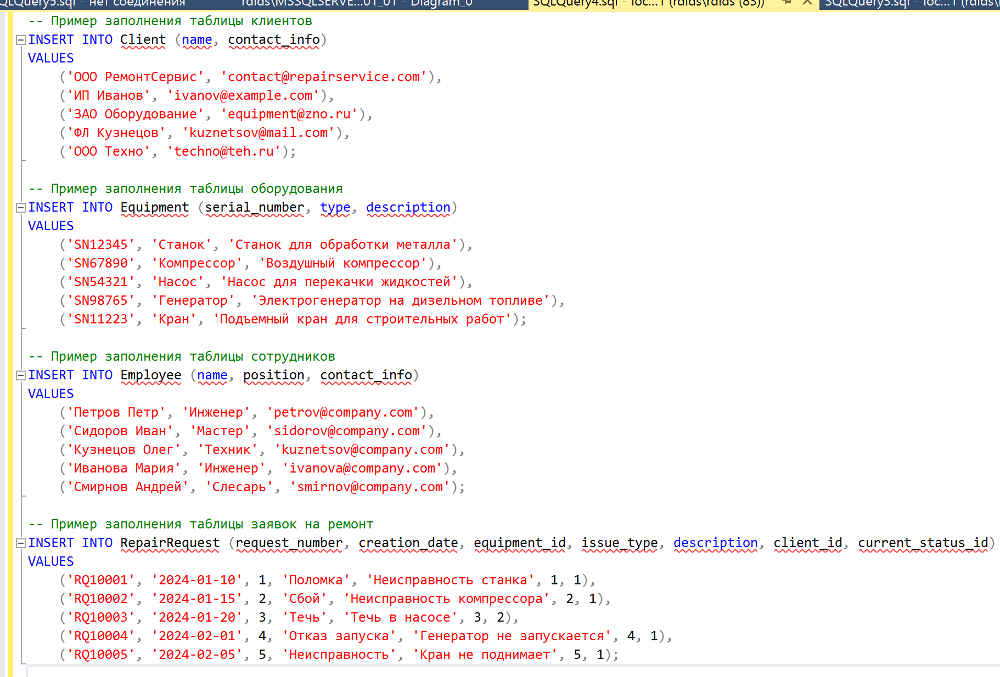 SQLQuery5.sql - нет соединения rdids\MSSQLSERVE...01_01 - Diagram_0 SQLQuery4.sql - loc...1 (rdids\rdids (83)) SQLQuery3.sql - loc...1
-- Пример заполнения таблицы клиентов
INSERT INTO Client (name, contact_info)
VALUES
('ООО РемонтСервис', 'contact@repairservice.com'),
('ИП Иванов', 'ivanov@example.com'),
('ЗАО Оборудование', 'equipment@zno.ru'),
('ФЛ Кузнецов', 'kuznetsov@mail.com'),
('ООО Техно', 'techno@teh.ru');
-- Пример заполнения таблицы оборудования
INSERT INTO Equipment (serial_number, type, description)
VALUES
('SN12345', 'Станок', 'Станок для обработки металла'),
('SN67890', 'Компрессор', 'Воздушный компрессор'),
('SN54321', 'Насос', 'Насос для перекачки жидкостей'),
('SN98765', 'Генератор', 'Электрогенератор на дизельном топливе'),
('SN11223', 'Кран', 'Подъемный кран для строительных работ');
-- Пример заполнения таблицы сотрудников
INSERT INTO Employee (name, position, contact_info)
VALUES
('Петров Петр', 'Инженер', 'petrov@company.com'),
('Сидоров Иван', 'Мастер', 'sidorov@company.com'),
('Кузнецов Олег', 'Техник', 'kuznetsov@company.com'),
('Иванова Мария', 'Инженер', 'ivanova@company.com'),
('Смирнов Андрей', 'Слесарь', 'smirnov@company.com');
-- Пример заполнения таблицы заявок на ремонт
INSERT INTO RepairRequest (request_number, creation_date, equipment_id, issue_type, description, client_id, current_status_id)
VALUES
('RQ10001', '2024-01-10', 1, 'Поломка', 'Неисправность станка', 1, 1),
('RQ10002', '2024-01-15', 2, 'Сбой', 'Неисправность компрессора', 2, 1),
('RQ10003', '2024-01-20', 3, 'Течь', 'Течь в насосе', 3, 2),
('RQ10004', '2024-02-01', 4, 'Отказ запуска', 'Генератор не запускается', 4, 1),
('RQ10005', '2024-02-05', 5, 'Неисправность', 'Кран не поднимает', 5, 1);